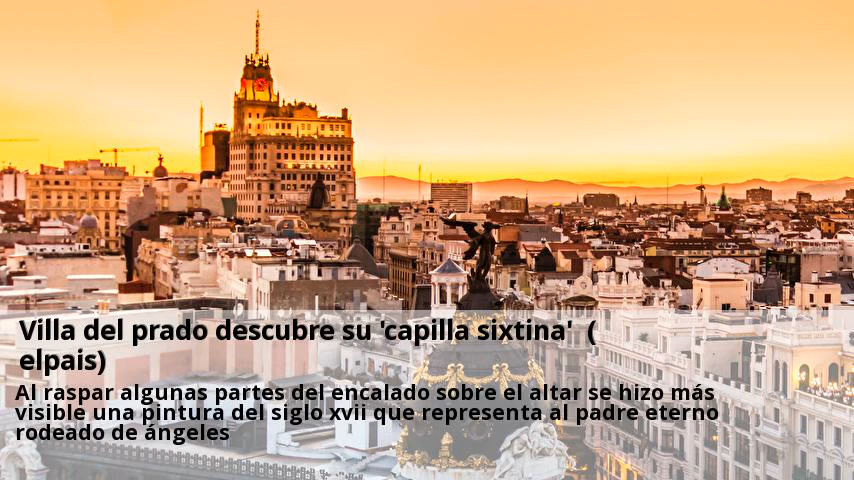 Villa del prado descubre su 'capilla sixtina'  (
elpais)
Al raspar algunas partes del encalado sobre el altar se hizo más
visible una pintura del siglo xvii que representa al padre eterno
rodeado de ángeles